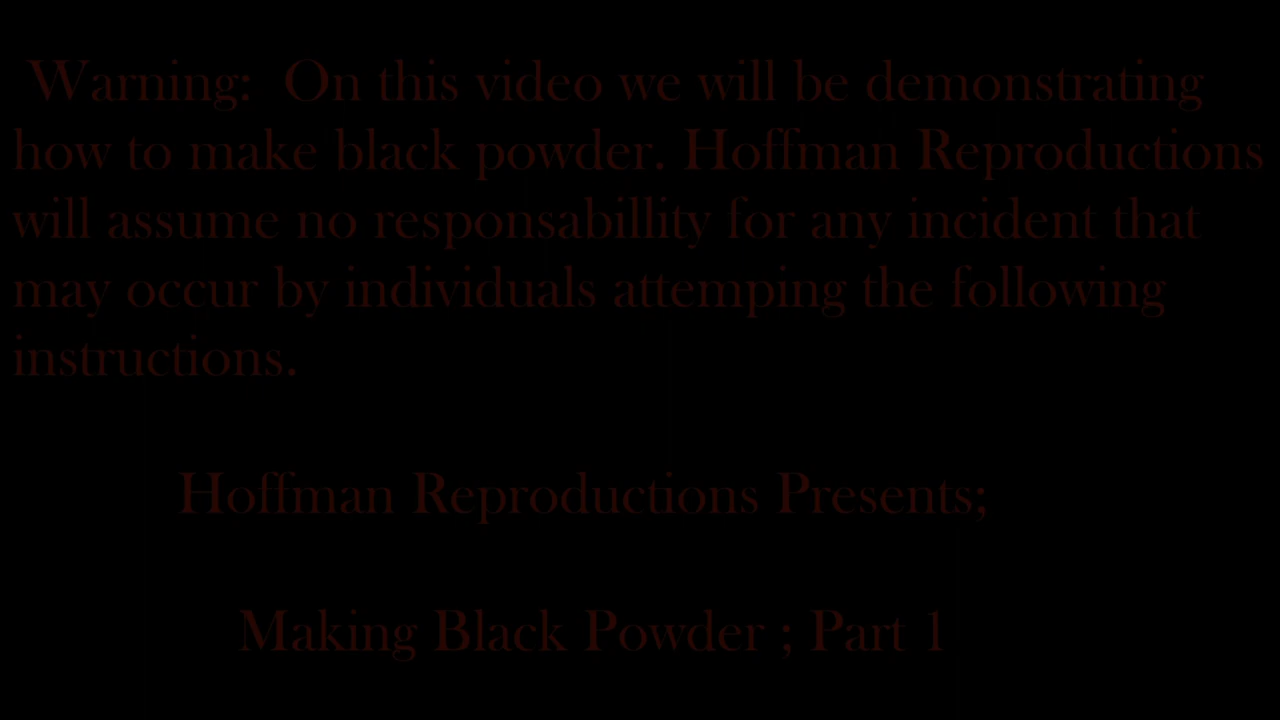 Warning: On this video we will be demonstrating
how to make black powder. Hoffman Reproductions
will assume no responsabillity for any incident that
may occur by individuals attemping the following
instructions.
Hoffman Reproductions Presents;
Making Black Powder ; Part 1